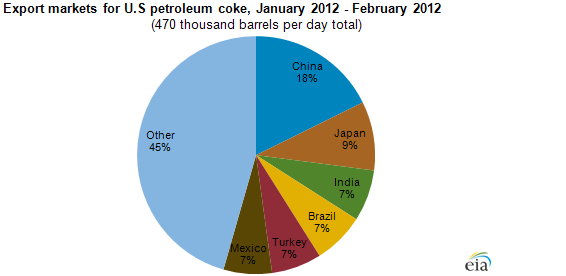 Export markets for U.S petroleum coke, January 2012 - February 2012
(470 thousand barrels per day total)
China
18%
Japan
9%
India
7%
Brazil
7%
Turkey
7%
Mexico
7%
Other
45%
eia